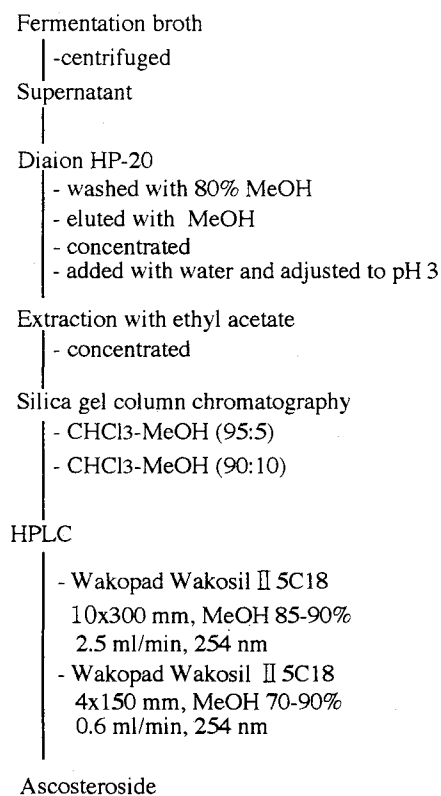 Fermentation broth
-centrifuged
Supernatant
Diaion HP-20
- washed with 80% MeOH
- eluted with MeOH
- concentrated
- added with water and adjusted to pH 3
Extraction with ethyl acetate
- concentrated
Silica gel column chromatography
- CHCl3-MeOH (95:5)
- CHCl3-MeOH (90:10)
HPLC
- Wakopad Wakosil Ⅱ 5C18
10x300 mm, MeOH 85-90%
2.5 ml/min, 254 nm
- Wakopad Wakosil Ⅱ 5C18
4x150 mm, MeOH 70-90%
0.6 ml/min, 254 nm
Ascosteroside